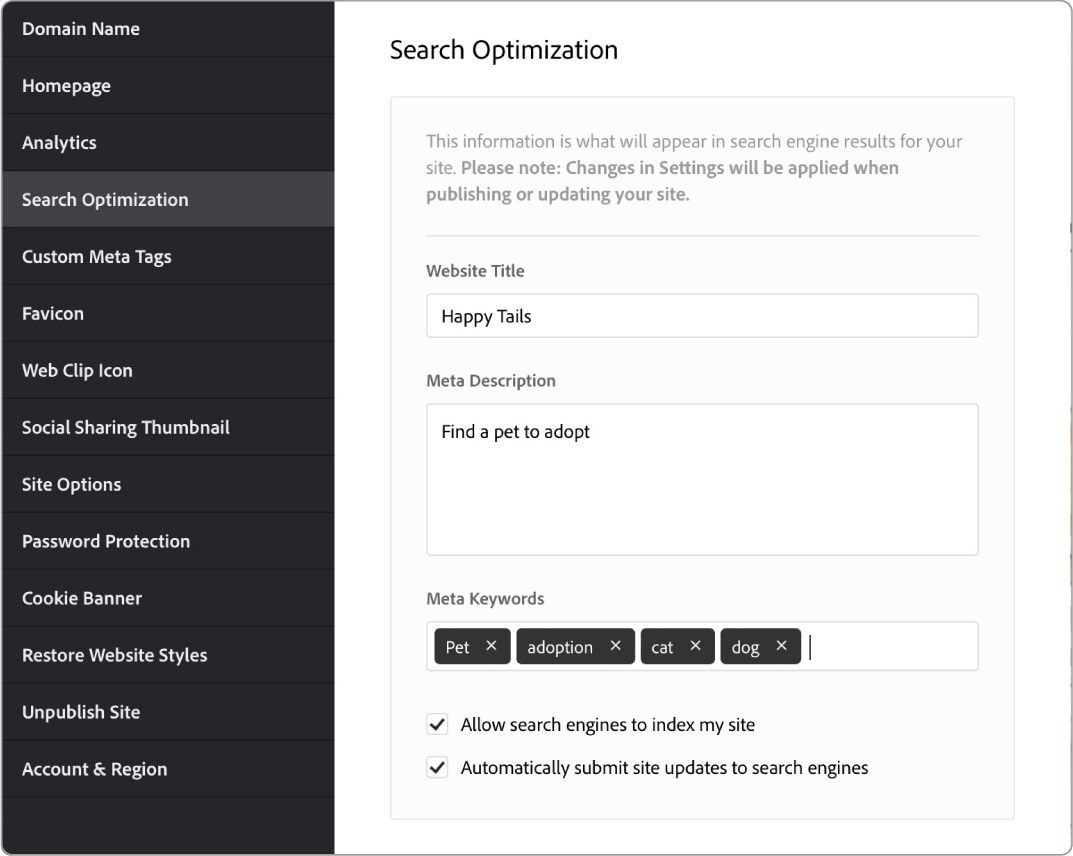 Domain Name
Homepage
Analytics
Search Optimization
Custom Meta Tags
Favicon
Web Clip Icon
Social Sharing Thumbnail
Site Options
Password Protection
Cookie Banner
Restore Website Styles
Unpublish Site
Account & Region
Search Optimization
This information is what will appear in search engine results for your
site. Please note: Changes in Settings will be applied when
publishing or updating your site.
Website Title
Happy Tails
Meta Description
Find a pet to adopt
Meta Keywords
Pet × adoption × cat × dog ×
Allow search engines to index my site
Automatically submit site updates to search engines